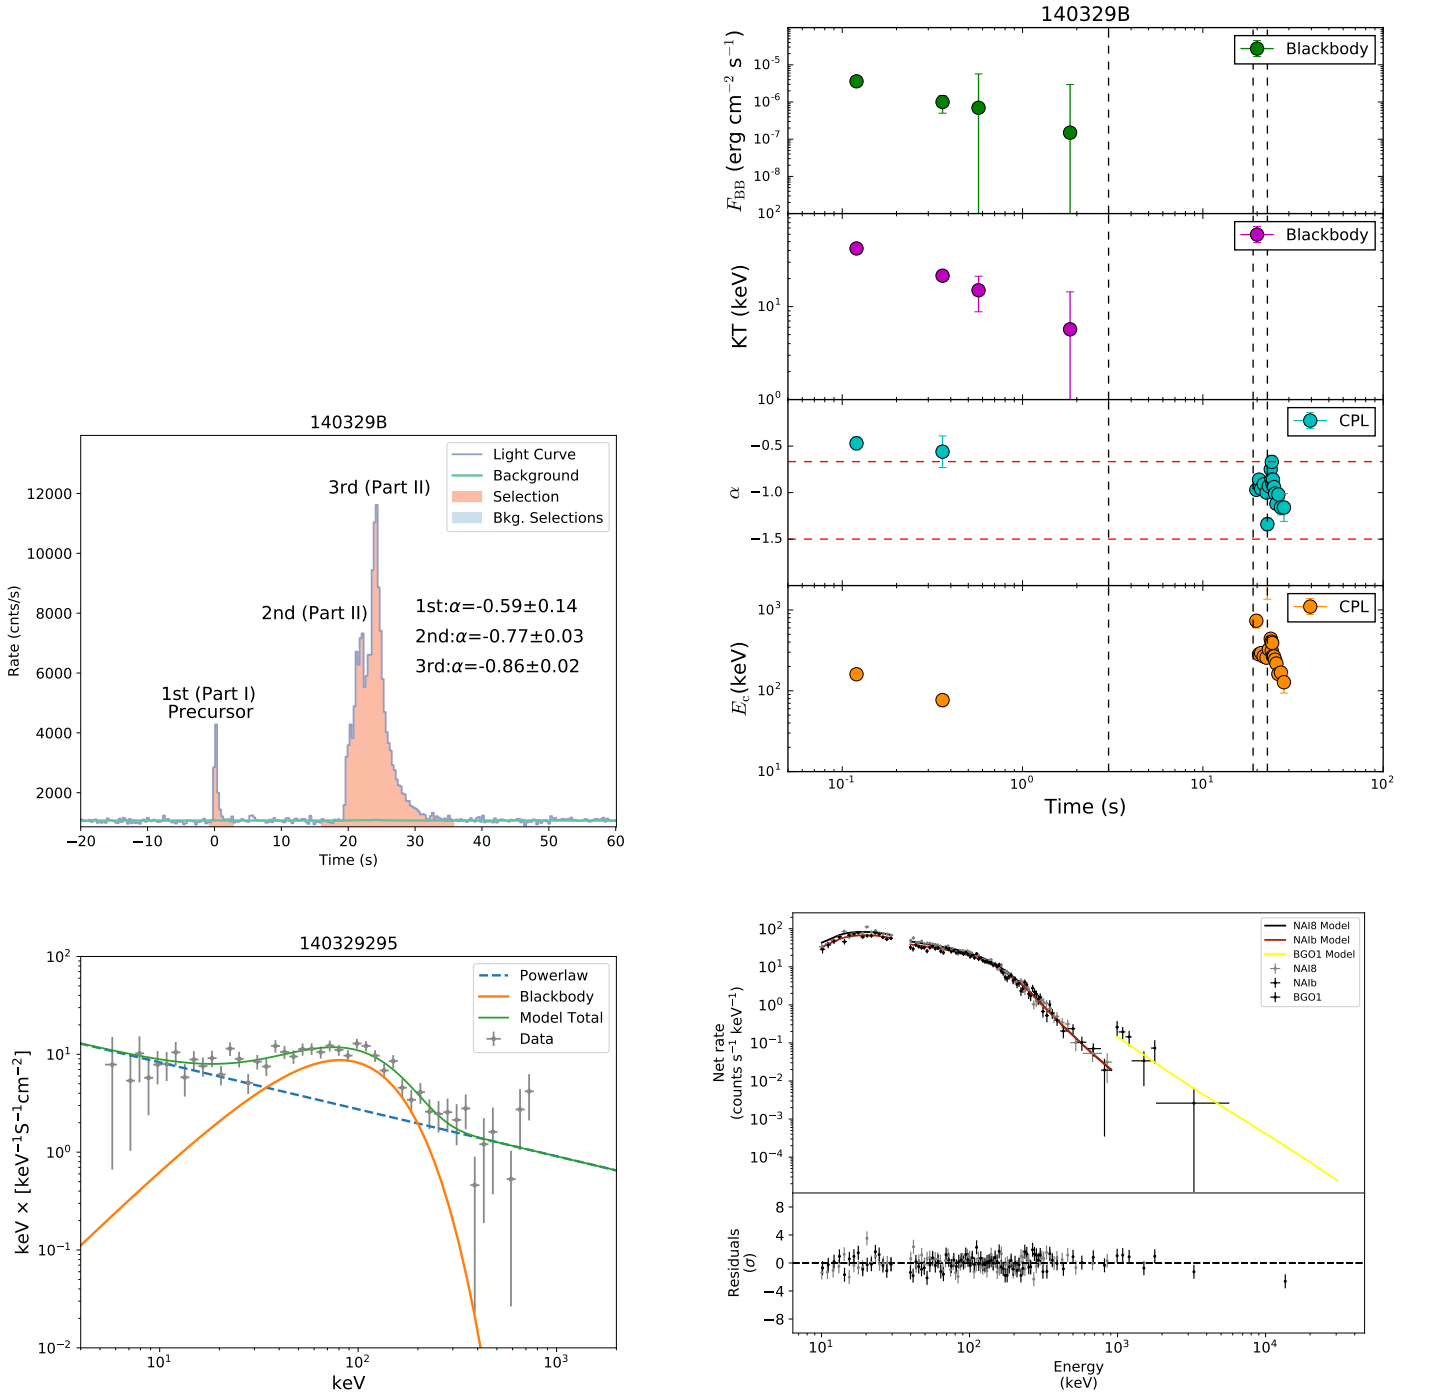 140329B
Light Curve
Background
Selection
Bkg. Selections
3rd (Part II)
2nd (Part II)
1st (Part I)
Precursor
1st:α=-0.59±0.14
2nd:α=-0.77±0.03
3rd:α=-0.86±0.02
Rate (cnts/s)
12000
10000
8000
6000
4000
2000
−20 −10 0 10 20 30 40 50 60
Time (s)
140329B
Blackbody
F_BB (erg cm⁻² s⁻¹)
10⁻⁵
10⁻⁶
10⁻⁷
10⁻⁸
10²
Blackbody
KT (keV)
10¹
10⁰
CPL
α
−0.5
−1.0
−1.5
CPL
E_c(keV)
10³
10²
10¹
10⁻¹ 10⁰ 10¹ 10²
Time (s)
140329295
Powerlaw
Blackbody
Model Total
Data
keV × [keV⁻¹S⁻¹cm⁻²]
10²
10¹
10⁰
10⁻¹
10⁻²
10¹ 10² 10³
keV
NAI8 Model
NAIb Model
BGO1 Model
NAI8
NAIb
BGO1
Net rate
(counts s⁻¹ keV⁻¹)
10²
10¹
10⁰
10⁻¹
10⁻²
10⁻³
10⁻⁴
Residuals
(σ)
8
4
0
−4
−8
10¹ 10² 10³ 10⁴
Energy
(keV)